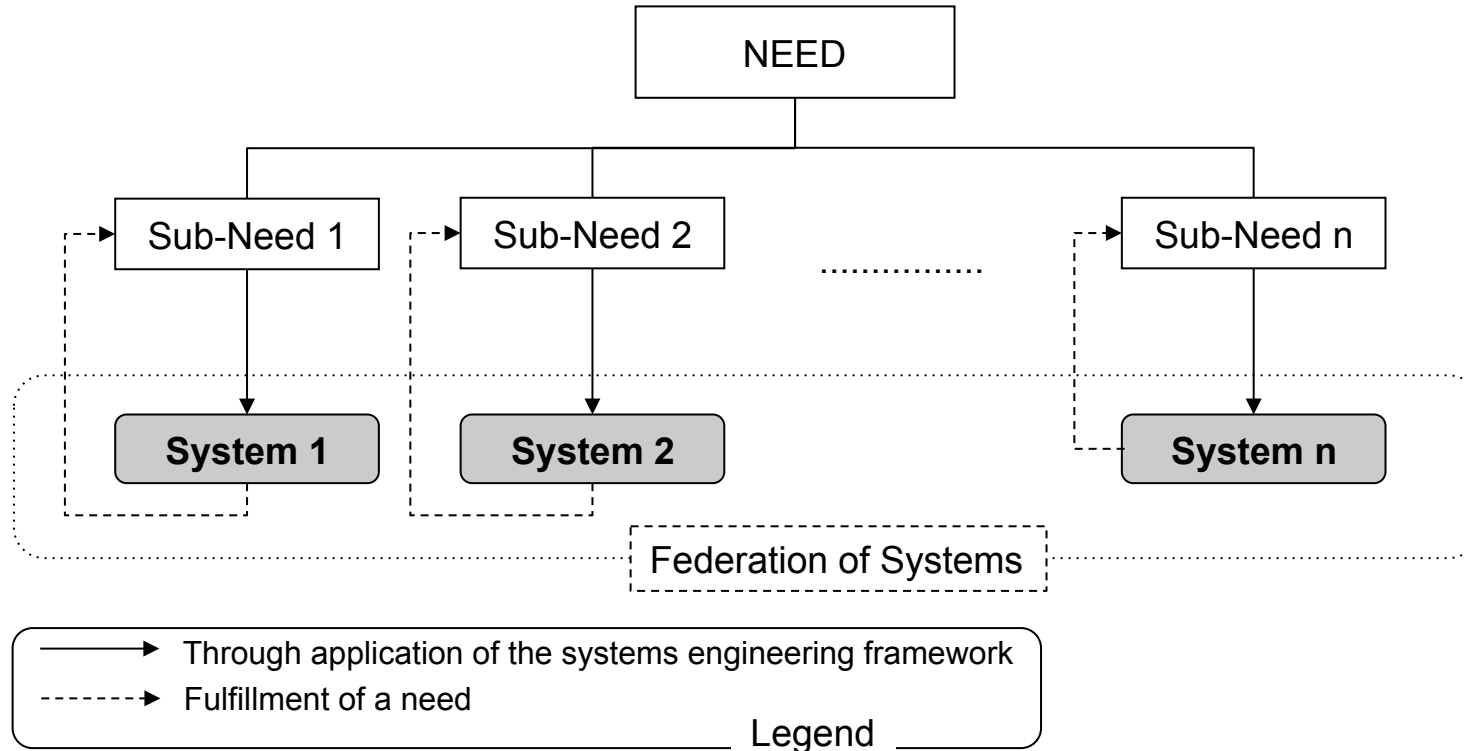 NEED
Sub-Need 1
Sub-Need 2
Sub-Need n
................
System 1
System 2
System n
Federation of Systems
Through application of the systems engineering framework
Fulfillment of a need
Legend